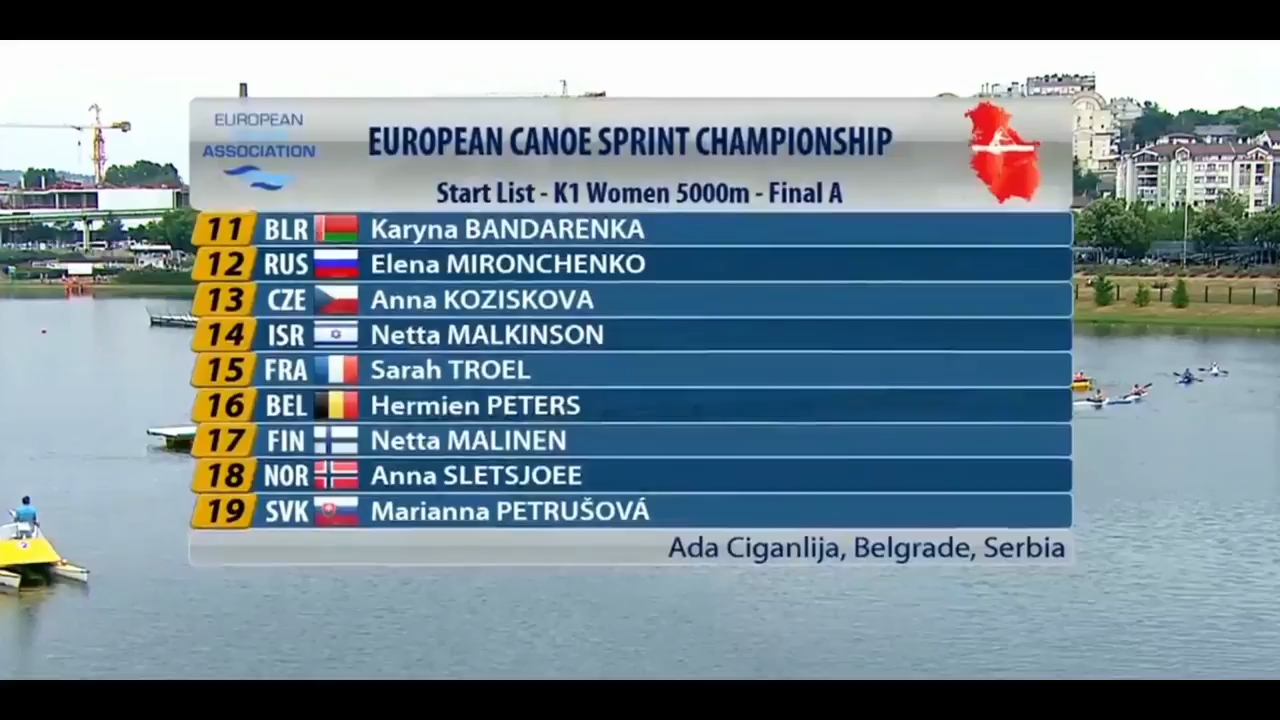 EUROPEAN
ASSOCIATION
EUROPEAN CANOE SPRINT CHAMPIONSHIP
Start List - K1 Women 5000m - Final A
11 BLR Karyna BANDARENKA
12 RUS Elena MIRONCHENKO
13 CZE Anna KOZISKOVA
14 ISR Netta MALKINSON
15 FRA Sarah TROEL
16 BEL Hermien PETERS
17 FIN Netta MALINEN
18 NOR Anna SLETSJOEE
19 SVK Marianna PETRUŠOVÁ
Ada Ciganlija, Belgrade, Serbia